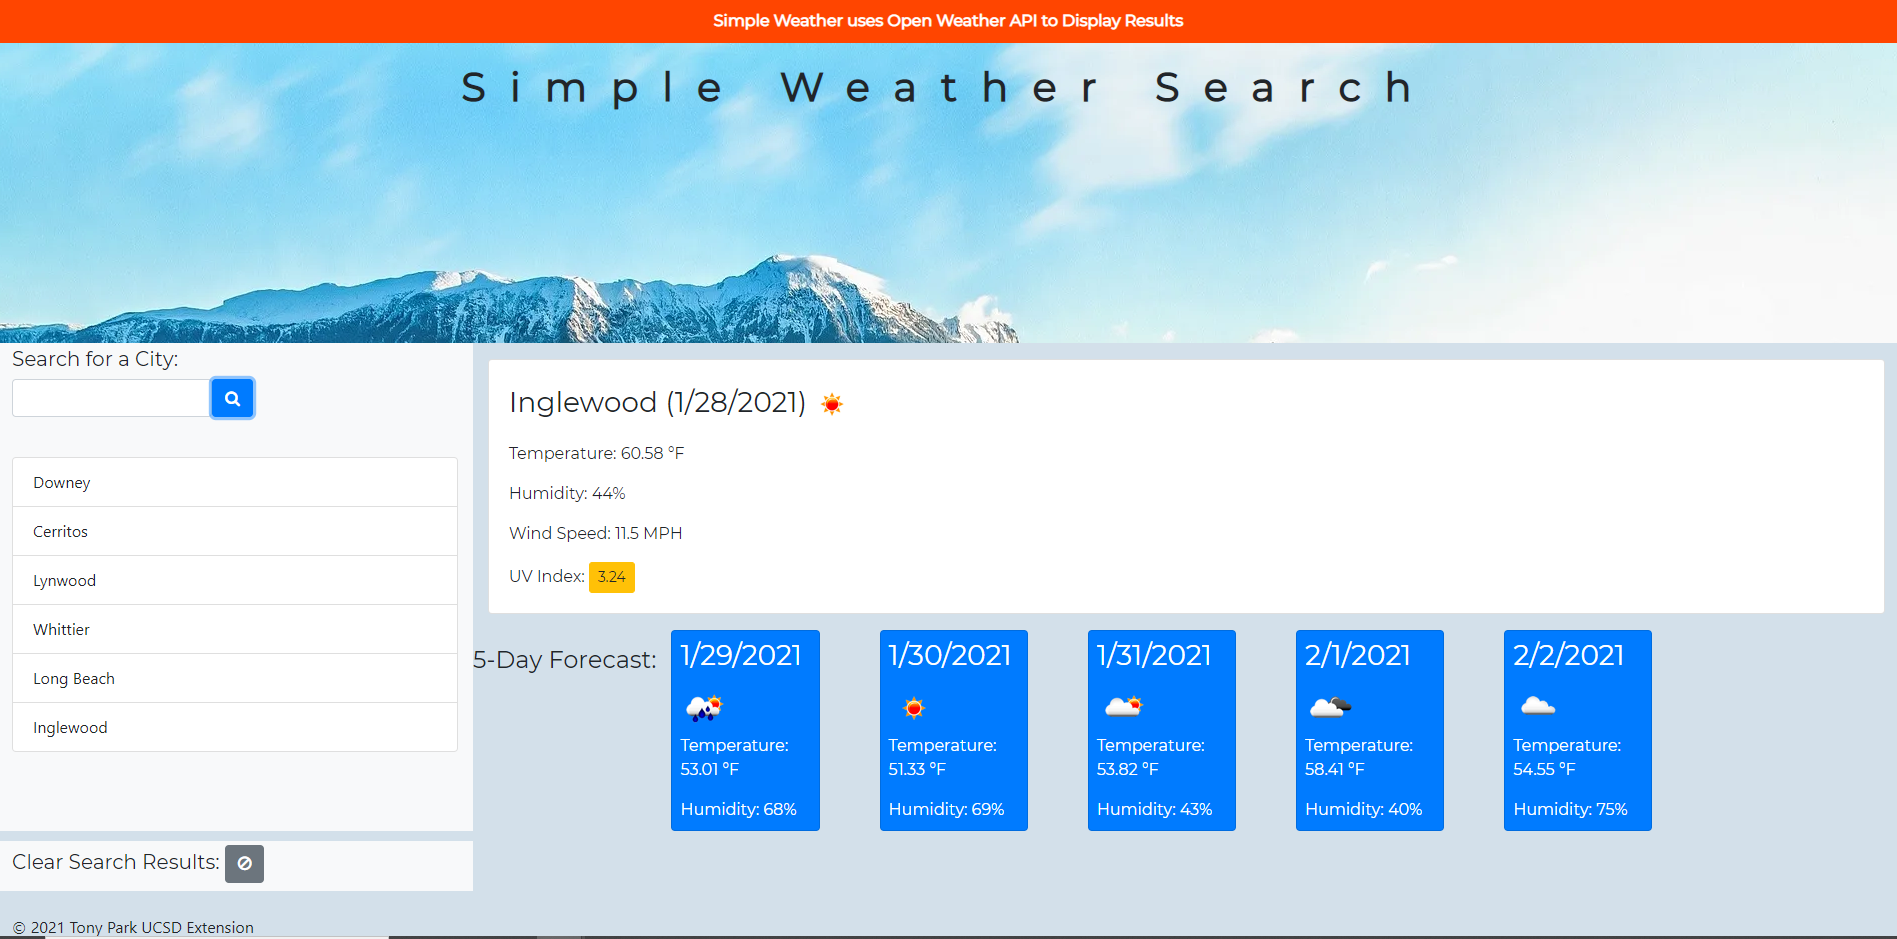 Simple Weather uses Open Weather API to Display Results
Simple Weather Search
Search for a City:
Downey
Cerritos
Lynwood
Whittier
Long Beach
Inglewood
Clear Search Results:
Inglewood (1/28/2021)
Temperature: 60.58 °F
Humidity: 44%
Wind Speed: 11.5 MPH
UV Index: 3.24
5-Day Forecast:
1/29/2021
Temperature:
53.01 °F
Humidity: 68%
1/30/2021
Temperature:
51.33 °F
Humidity: 69%
1/31/2021
Temperature:
53.82 °F
Humidity: 43%
2/1/2021
Temperature:
58.41 °F
Humidity: 40%
2/2/2021
Temperature:
54.55 °F
Humidity: 75%
© 2021 Tony Park UCSD Extension